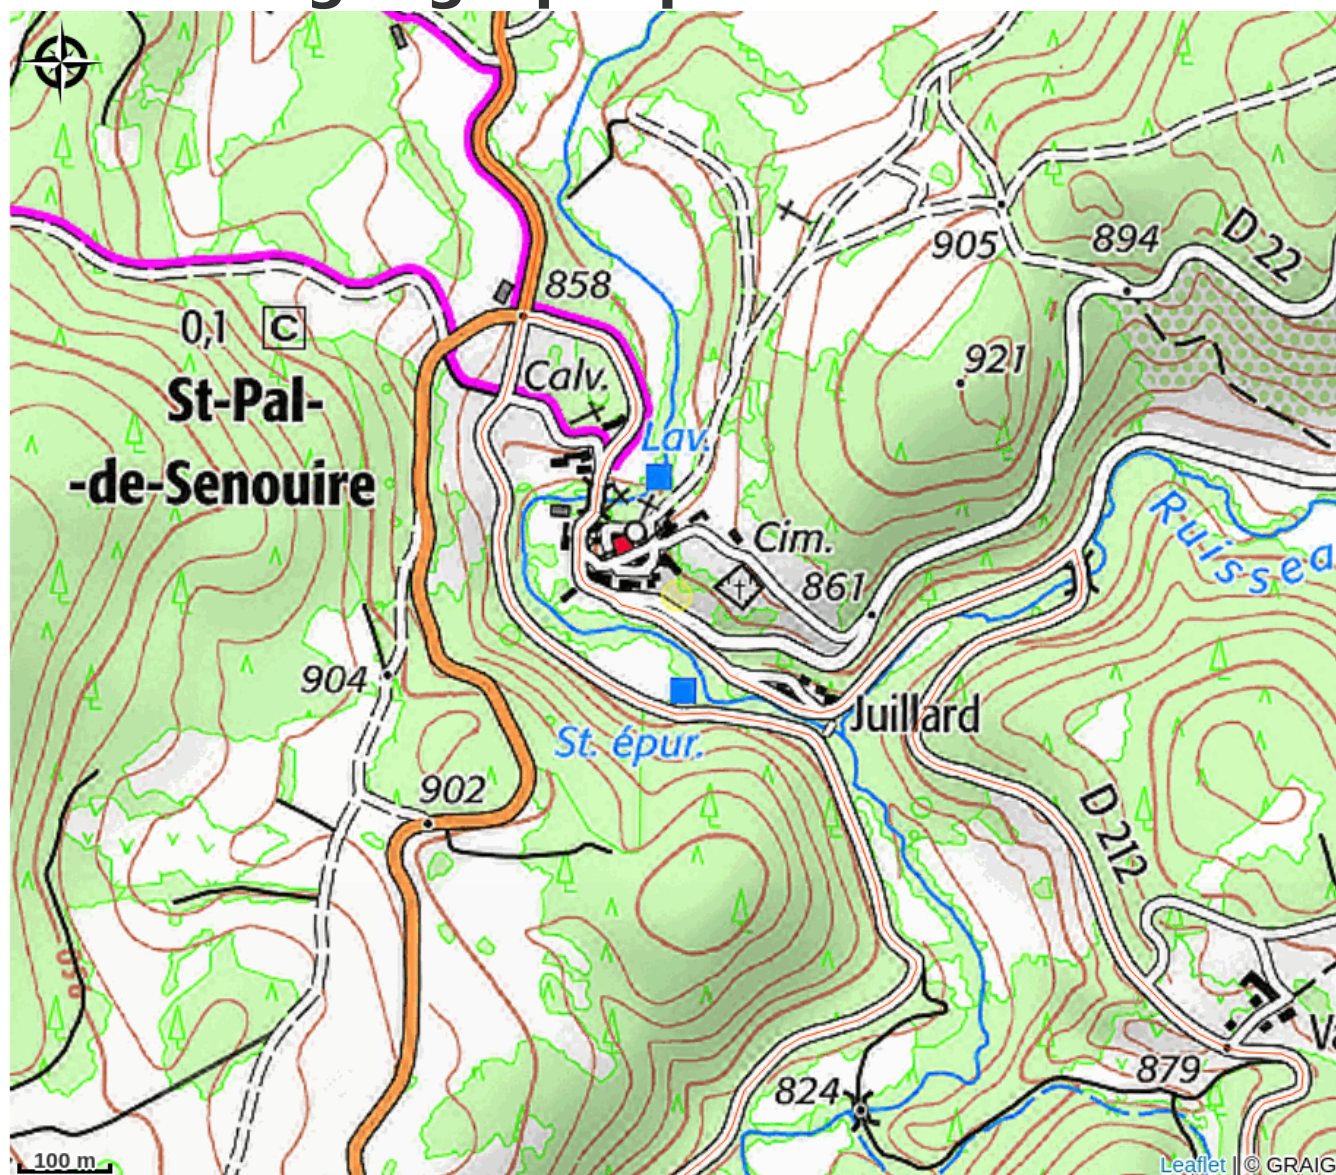 858
905
894
D 22
0,1 C
St-Pal-
-de-Senouire
Calv.
921
Lav.
Cim.
861
904
Juillard
St. épur.
902
D 212
879
824
100 m
Leaflet | © GRAIG